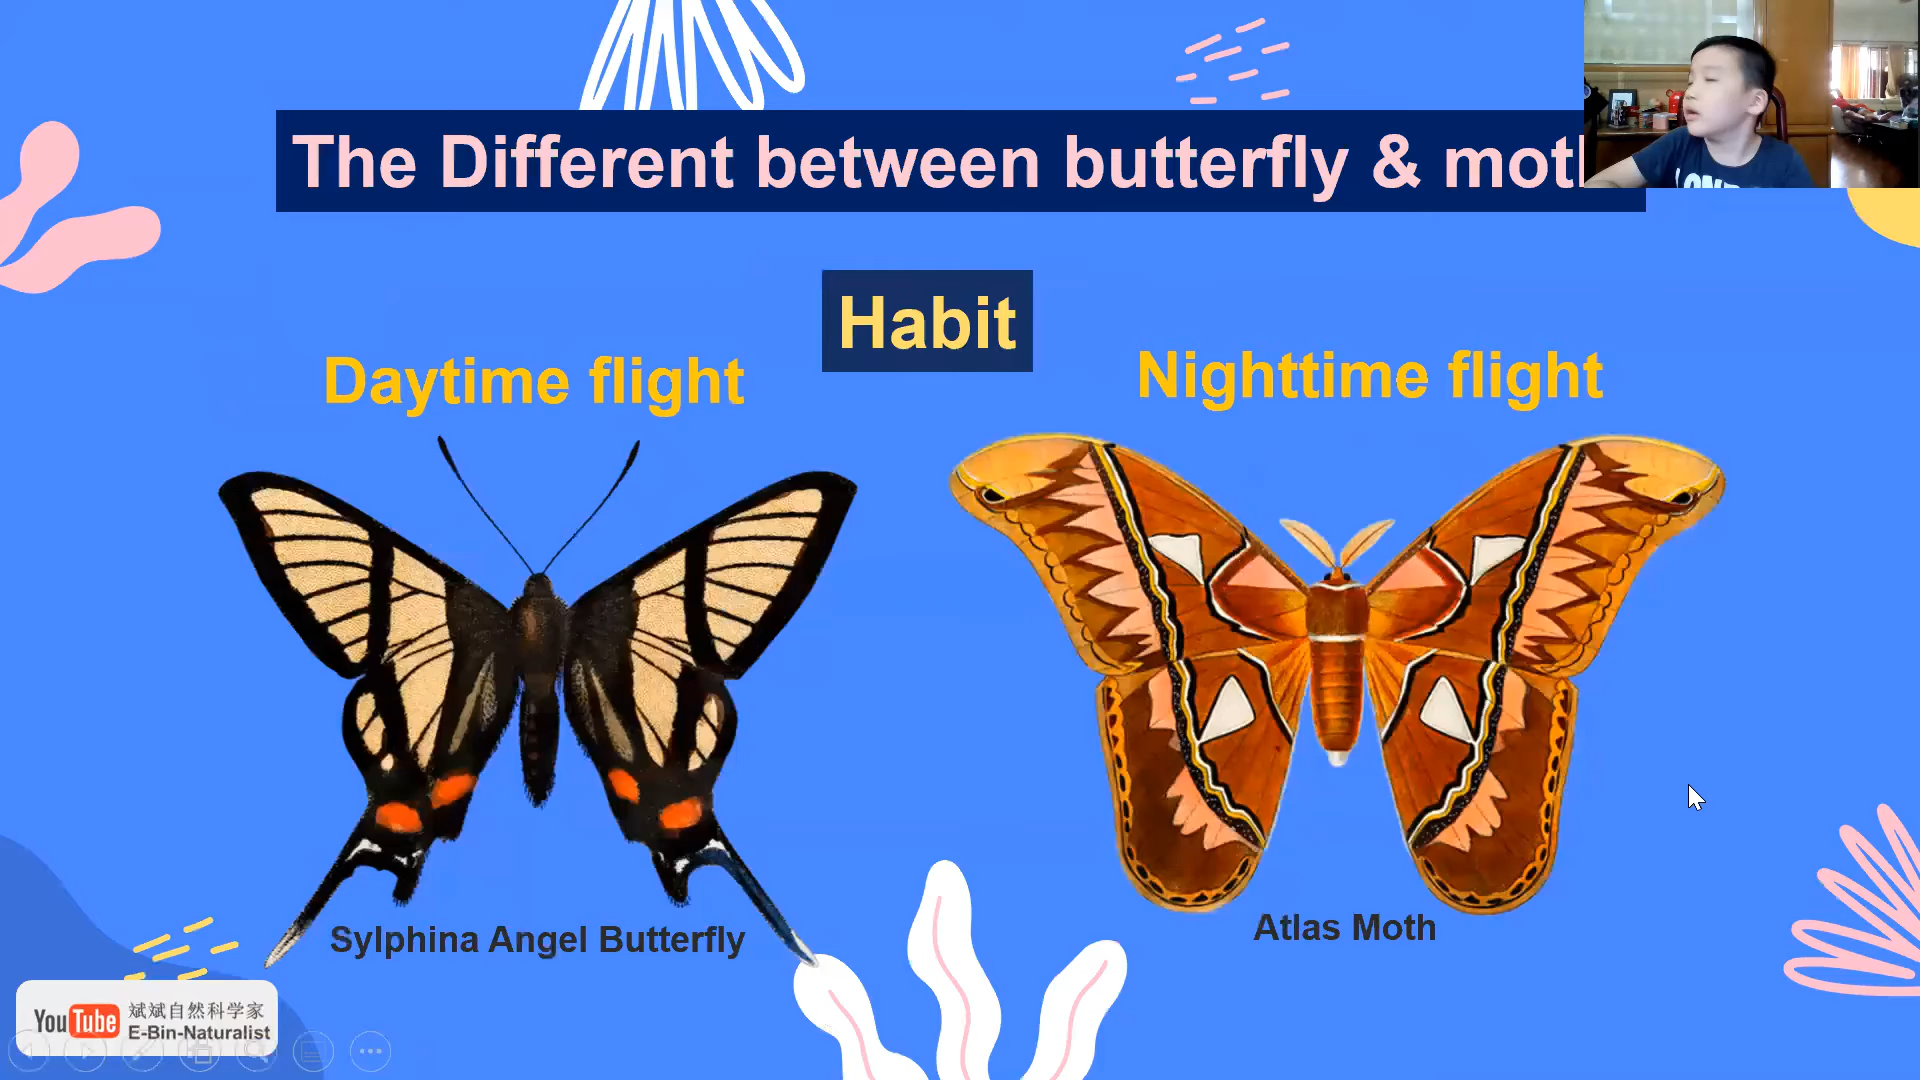 The Different between butterfly & moth
Habit
Daytime flight
Nighttime flight
Sylphina Angel Butterfly
Atlas Moth
YouTube
斌斌自然科学家
E-Bin-Naturalist